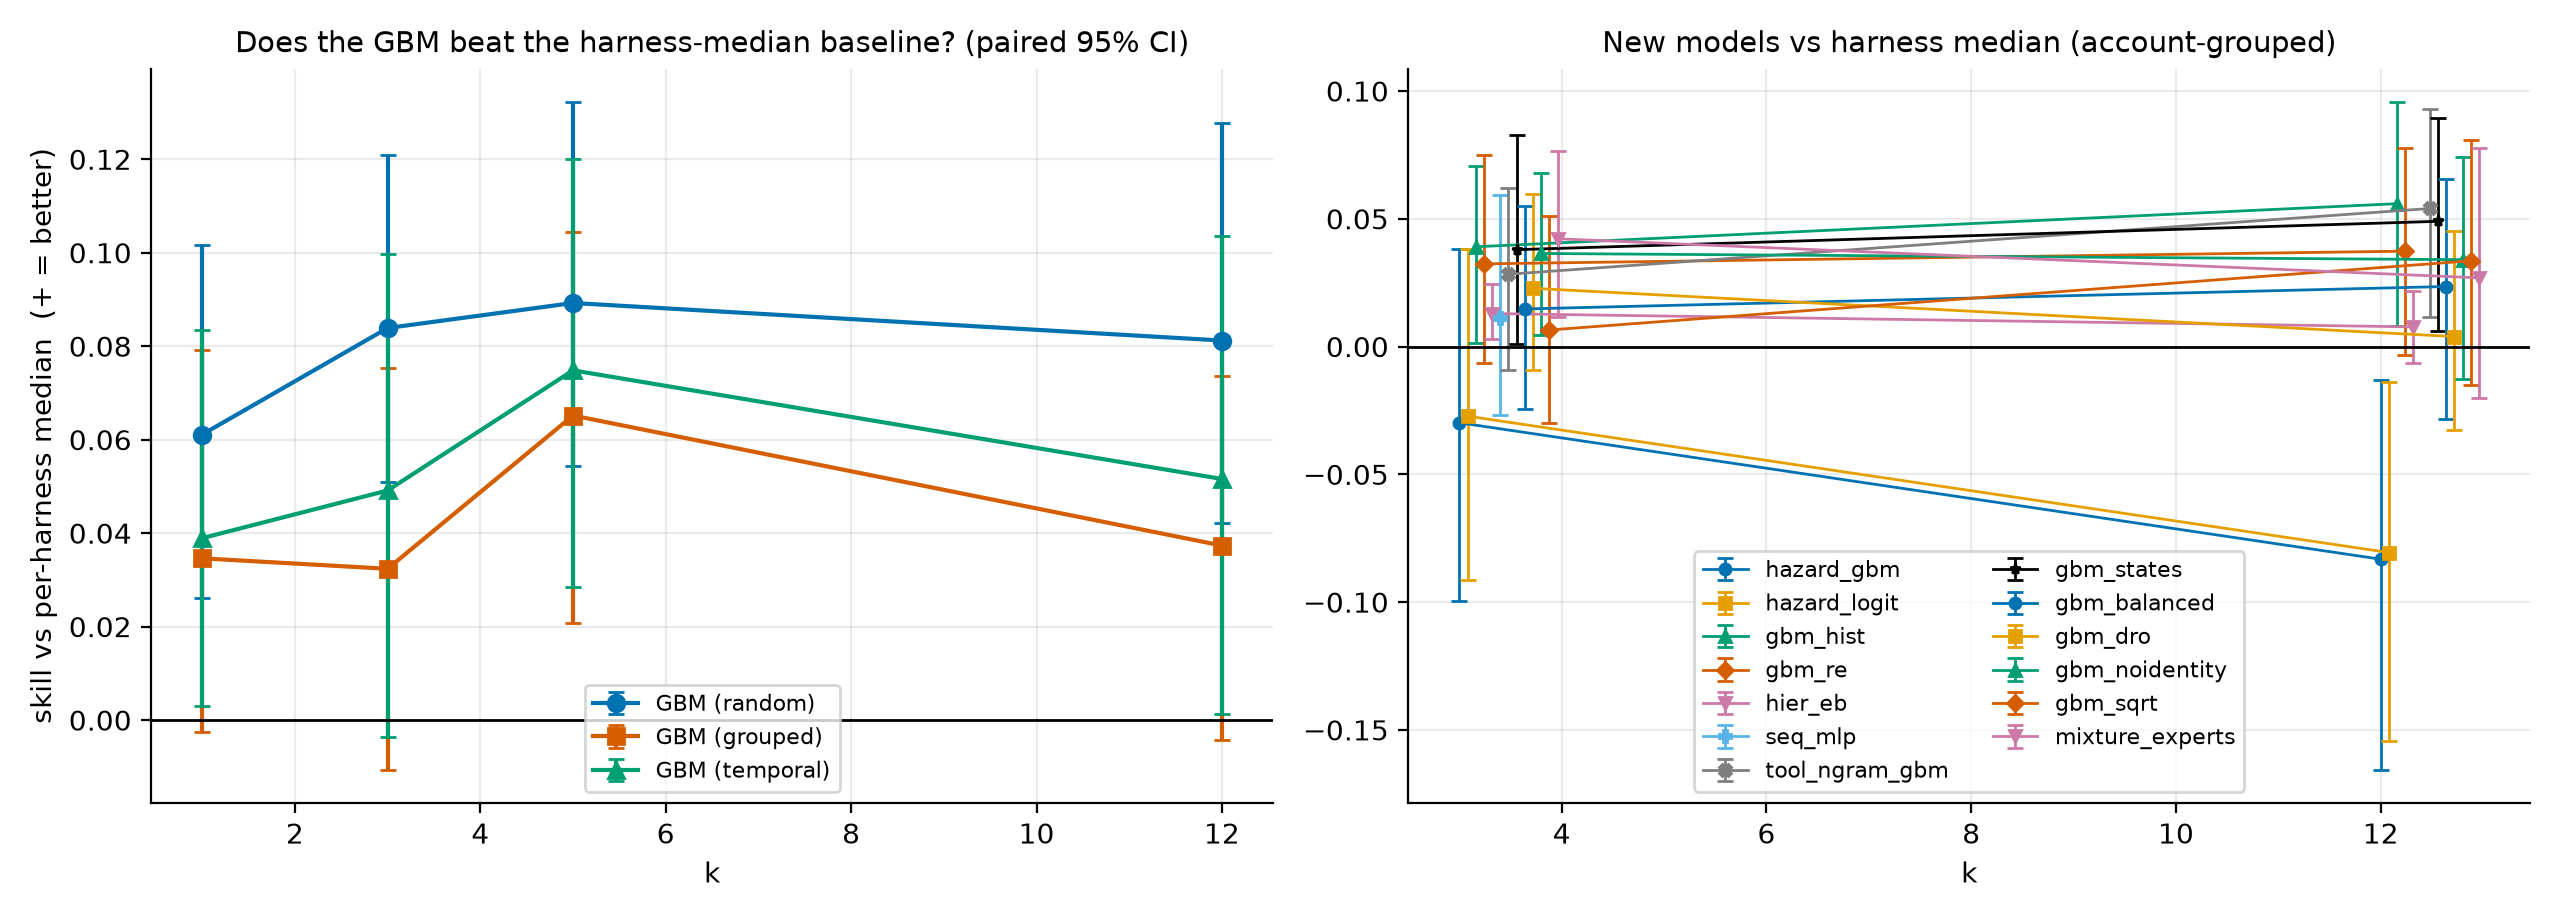 Does the GBM beat the harness-median baseline? (paired 95% CI)
skill vs per-harness median (+ = better)
0.12
0.10
0.08
0.06
0.04
0.02
0.00
GBM (random)
GBM (grouped)
GBM (temporal)
2 4 6 8 10 12
k
New models vs harness median (account-grouped)
0.10
0.05
0.00
−0.05
−0.10
−0.15
hazard_gbm
hazard_logit
gbm_hist
gbm_re
hier_eb
seq_mlp
tool_ngram_gbm
gbm_states
gbm_balanced
gbm_dro
gbm_noidentity
gbm_sqrt
mixture_experts
4 6 8 10 12
k